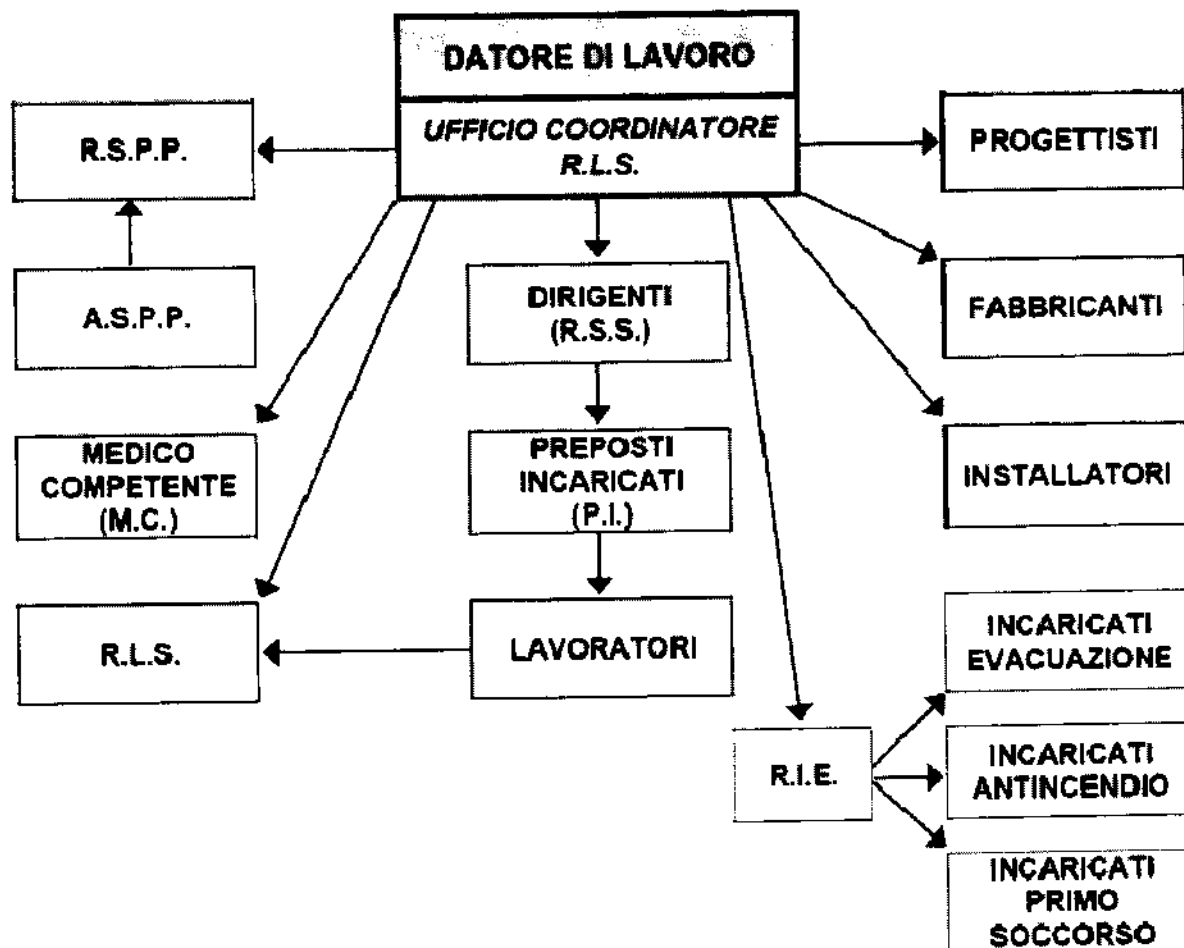 DATORE DI LAVORO
UFFICIO COORDINATORE
R.L.S.
R.S.P.P.
PROGETTISTI
A.S.P.P.
DIRIGENTI
(R.S.S.)
FABBRICANTI
MEDICO
COMPETENTE
(M.C.)
PREPOSTI
INCARICATI
(P.I.)
INSTALLATORI
R.L.S.
LAVORATORI
INCARICATI
EVACUAZIONE
R.I.E.
INCARICATI
ANTINCENDIO
INCARICATI
PRIMO
SOCCORSO